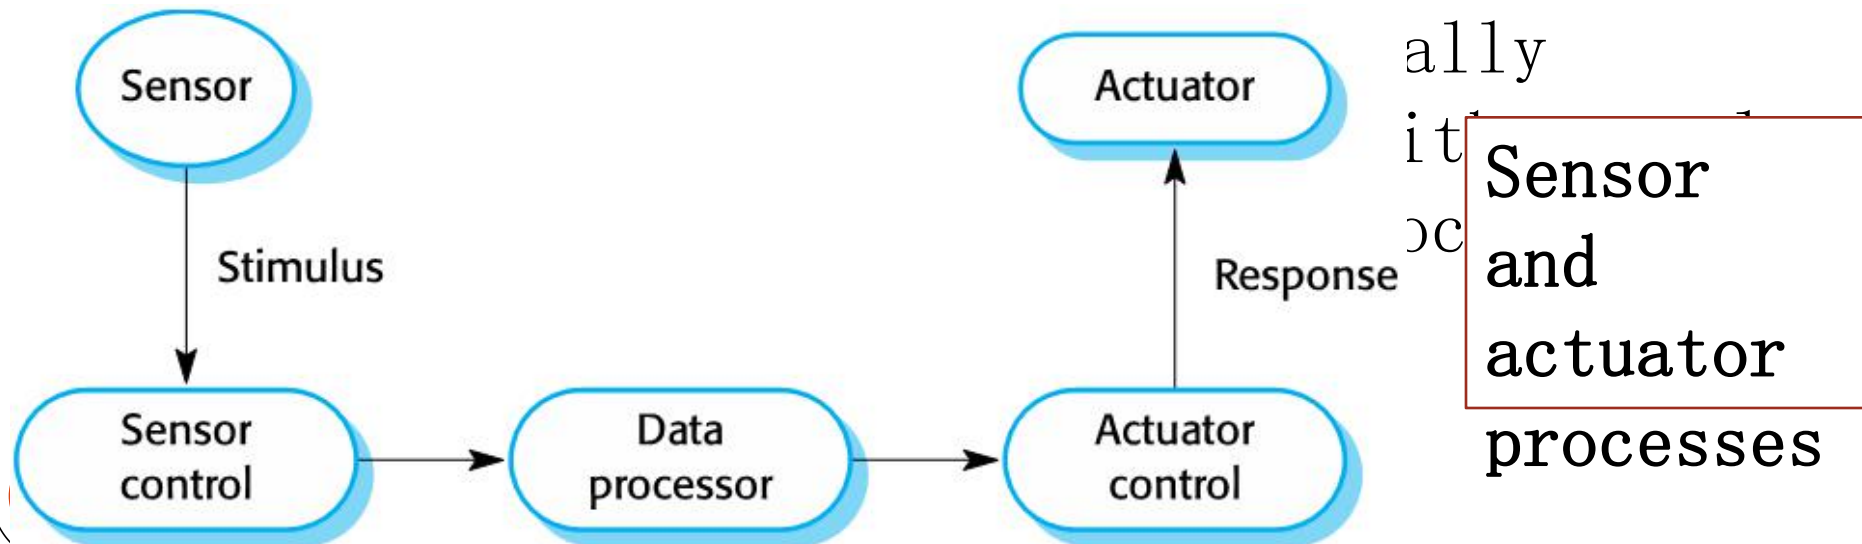 Sensor
Actuator
ally
Stimulus
Response
Sensor
control
Data
processor
Actuator
control
Sensor
and
actuator
processes